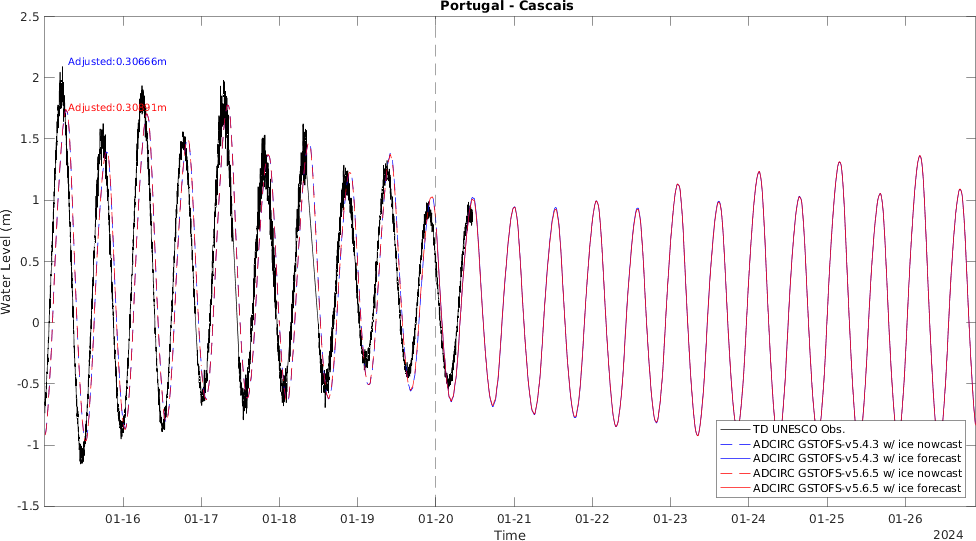 Portugal - Cascais
Adjusted:0.30666m
Adjusted:0.30891m
Water Level (m)
2.5
2
1.5
1
0.5
0
-0.5
-1
-1.5
TD UNESCO Obs.
ADCIRC GSTOFS-v5.4.3 w/ ice nowcast
ADCIRC GSTOFS-v5.4.3 w/ ice forecast
ADCIRC GSTOFS-v5.6.5 w/ ice nowcast
ADCIRC GSTOFS-v5.6.5 w/ ice forecast
01-16 01-17 01-18 01-19 01-20 01-21 01-22 01-23 01-24 01-25 01-26
Time
2024